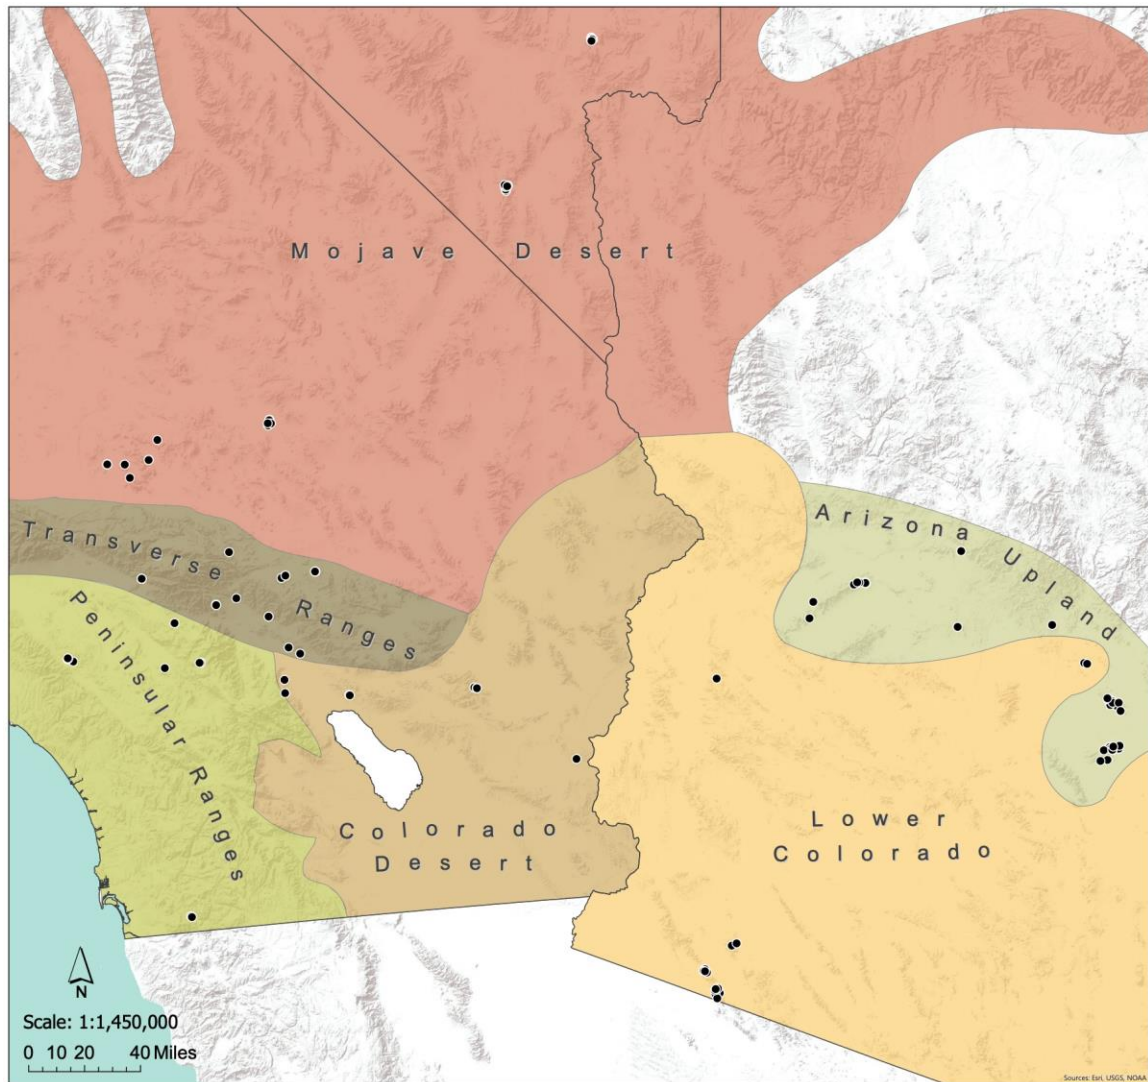 Mojave Desert
Arizona Upland
Transverse Ranges
Peninsular Ranges
Lower
Colorado
Colorado
Desert
N
Scale: 1:1,450,000
0 10 20 40 Miles
Sources: Esri, USGS, NOAA